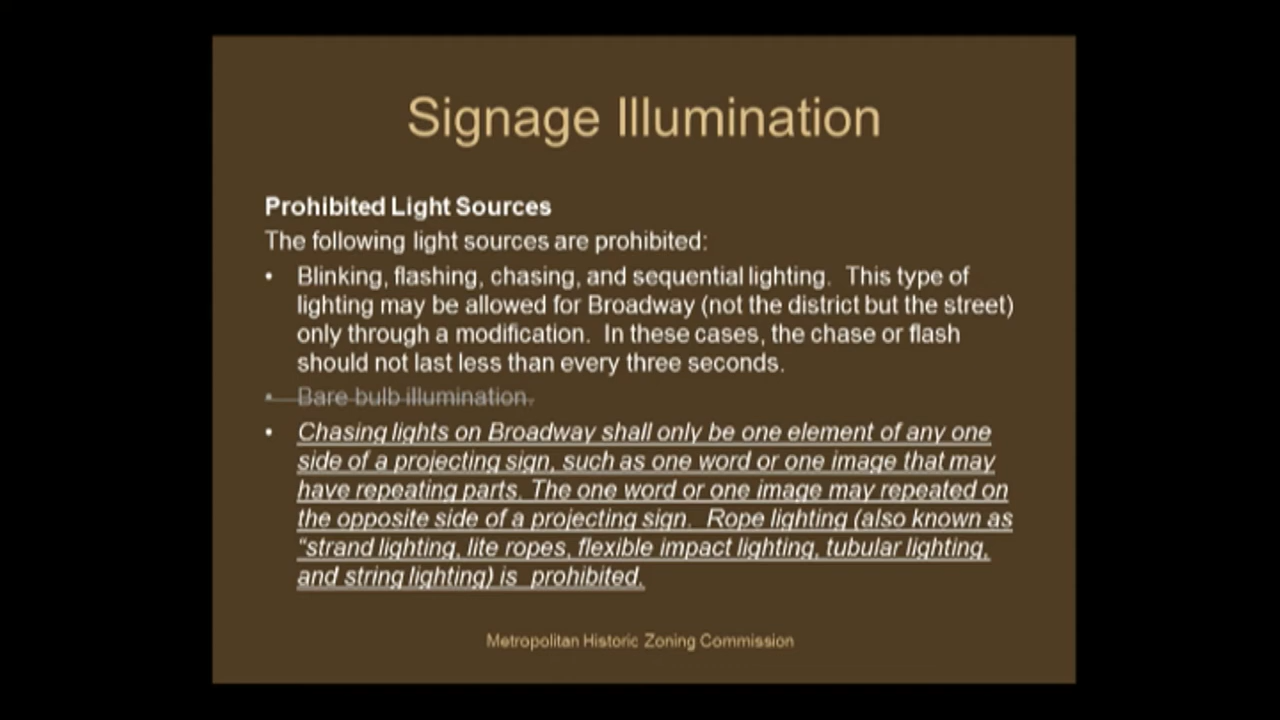 Signage Illumination
Prohibited Light Sources
The following light sources are prohibited:
• Blinking, flashing, chasing, and sequential lighting.  This type of
lighting may be allowed for Broadway (not the district but the street)
only through a modification.  In these cases, the chase or flash
should not last less than every three seconds.
• Bare bulb illumination.
• Chasing lights on Broadway shall only be one element of any one
side of a projecting sign, such as one word or one image that may
have repeating parts. The one word or one image may repeated on
the opposite side of a projecting sign.  Rope lighting (also known as
“strand lighting, lite ropes, flexible impact lighting, tubular lighting,
and string lighting) is  prohibited.
Metropolitan Historic Zoning Commission